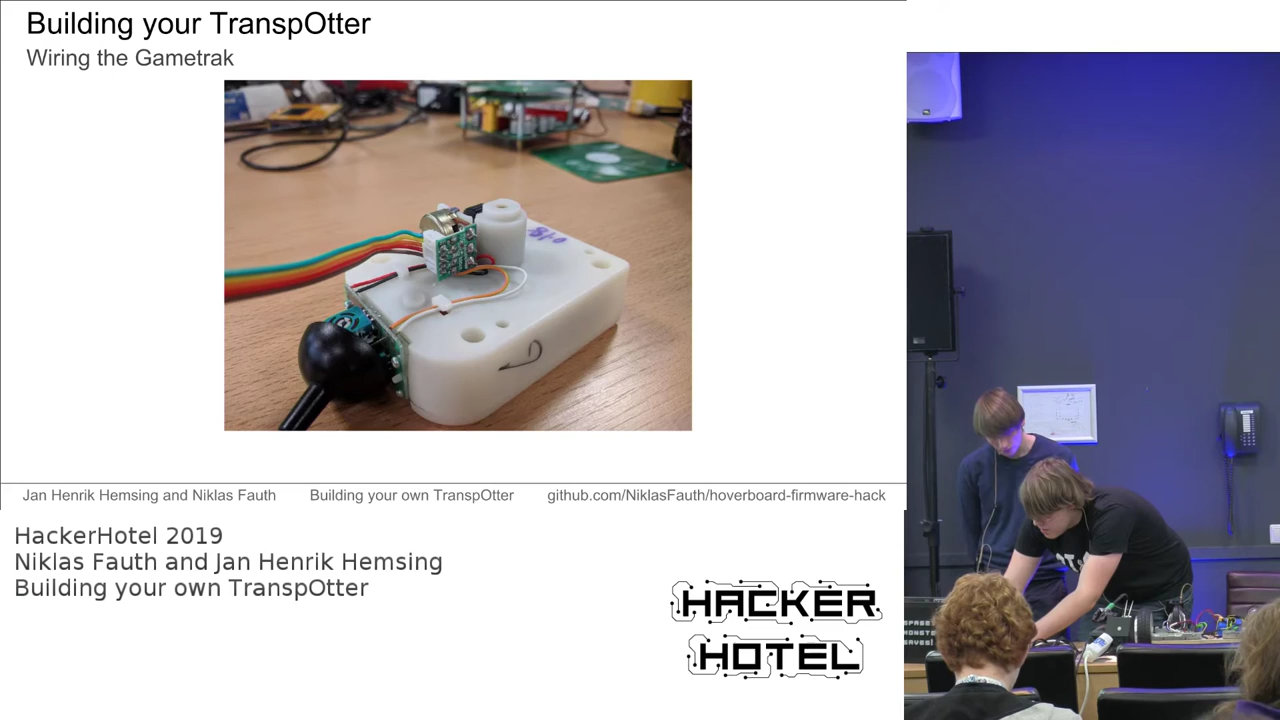 Building your TranspOtter
Wiring the Gametrak
Jan Henrik Hemsing and Niklas Fauth
Building your own TranspOtter
github.com/NiklasFauth/hoverboard-firmware-hack
HackerHotel 2019
Niklas Fauth and Jan Henrik Hemsing
Building your own TranspOtter
HACKER
HOTEL